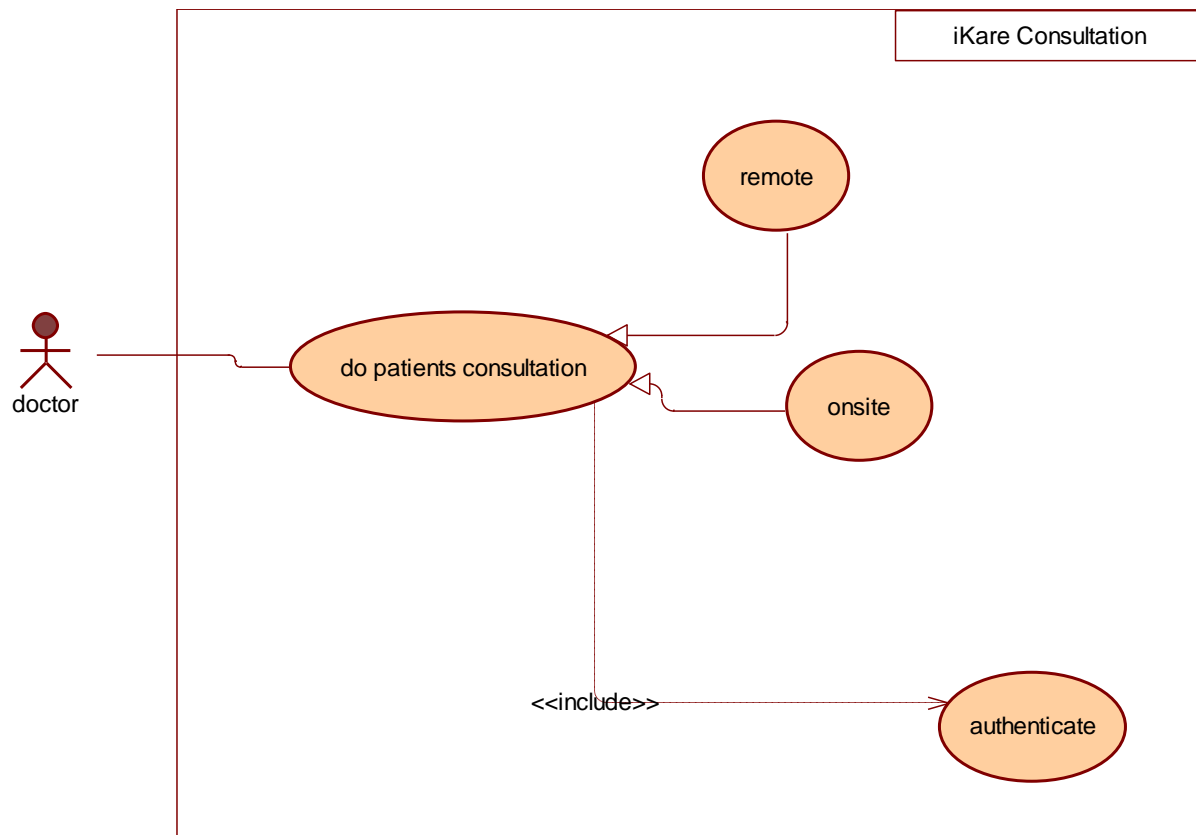 iKare Consultation
remote
do patients consultation
onsite
doctor
<<include>>
authenticate